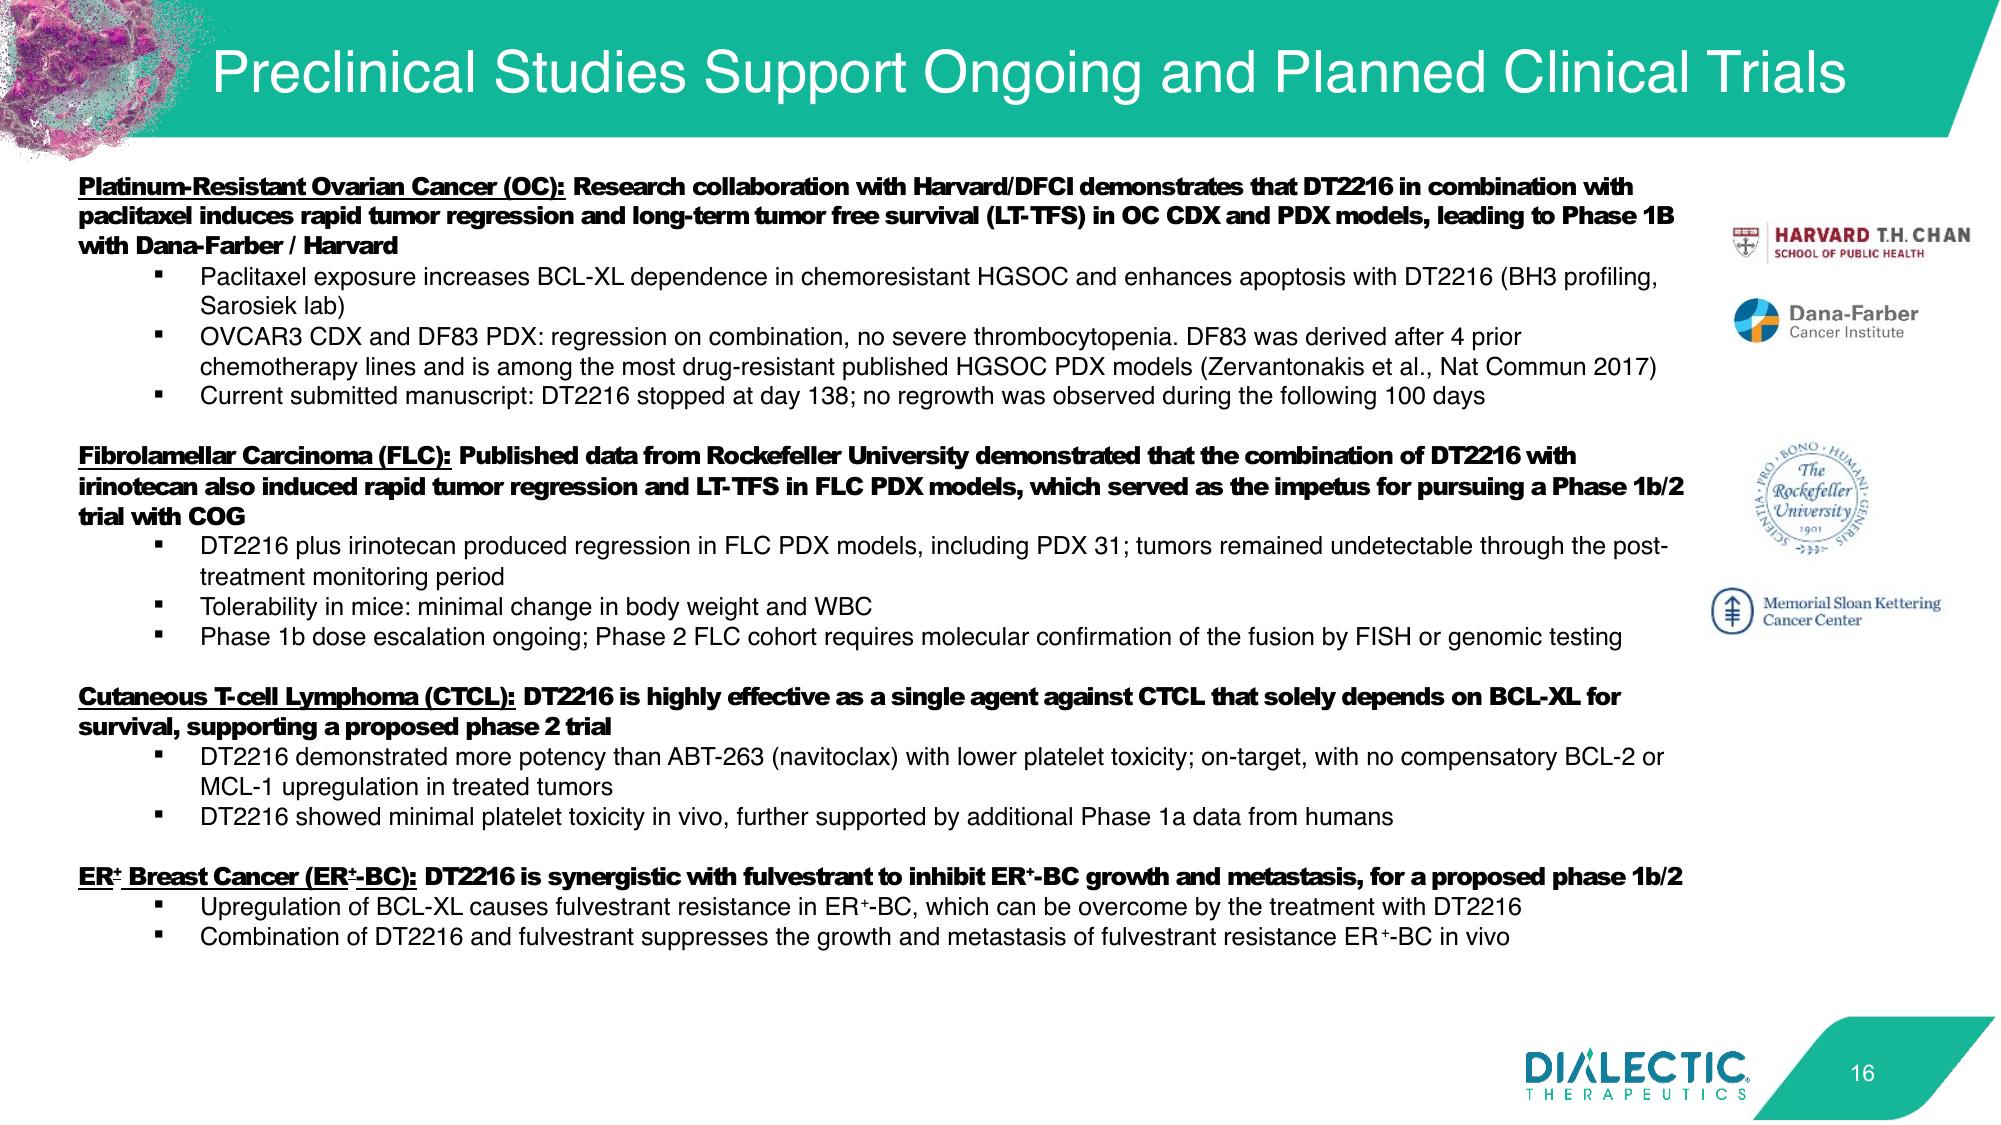 Preclinical Studies Support Ongoing and Planned Clinical Trials
Platinum-Resistant Ovarian Cancer (OC): Research collaboration with Harvard/DFCI demonstrates that DT2216 in combination with
paclitaxel induces rapid tumor regression and long-term tumor free survival (LT-TFS) in OC CDX and PDX models, leading to Phase 1B
with Dana-Farber / Harvard
▪ Paclitaxel exposure increases BCL-XL dependence in chemoresistant HGSOC and enhances apoptosis with DT2216 (BH3 profiling,
Sarosiek lab)
▪ OVCAR3 CDX and DF83 PDX: regression on combination, no severe thrombocytopenia. DF83 was derived after 4 prior
chemotherapy lines and is among the most drug-resistant published HGSOC PDX models (Zervantonakis et al., Nat Commun 2017)
▪ Current submitted manuscript: DT2216 stopped at day 138; no regrowth was observed during the following 100 days
HARVARD T.H. CHAN
SCHOOL OF PUBLIC HEALTH
Dana-Farber
Cancer Institute
Fibrolamellar Carcinoma (FLC): Published data from Rockefeller University demonstrated that the combination of DT2216 with
irinotecan also induced rapid tumor regression and LT-TFS in FLC PDX models, which served as the impetus for pursuing a Phase 1b/2
trial with COG
▪ DT2216 plus irinotecan produced regression in FLC PDX models, including PDX 31; tumors remained undetectable through the post-
treatment monitoring period
▪ Tolerability in mice: minimal change in body weight and WBC
▪ Phase 1b dose escalation ongoing; Phase 2 FLC cohort requires molecular confirmation of the fusion by FISH or genomic testing
PRO · BONO · HUMANI · GENERIS · SCIENTIA
The
Rockefeller
University
1901
Memorial Sloan Kettering
Cancer Center
Cutaneous T-cell Lymphoma (CTCL): DT2216 is highly effective as a single agent against CTCL that solely depends on BCL-XL for
survival, supporting a proposed phase 2 trial
▪ DT2216 demonstrated more potency than ABT-263 (navitoclax) with lower platelet toxicity; on-target, with no compensatory BCL-2 or
MCL-1 upregulation in treated tumors
▪ DT2216 showed minimal platelet toxicity in vivo, further supported by additional Phase 1a data from humans
ER⁺ Breast Cancer (ER⁺-BC): DT2216 is synergistic with fulvestrant to inhibit ER⁺-BC growth and metastasis, for a proposed phase 1b/2
▪ Upregulation of BCL-XL causes fulvestrant resistance in ER⁺-BC, which can be overcome by the treatment with DT2216
▪ Combination of DT2216 and fulvestrant suppresses the growth and metastasis of fulvestrant resistance ER⁺-BC in vivo
DIALECTIC
THERAPEUTICS
16